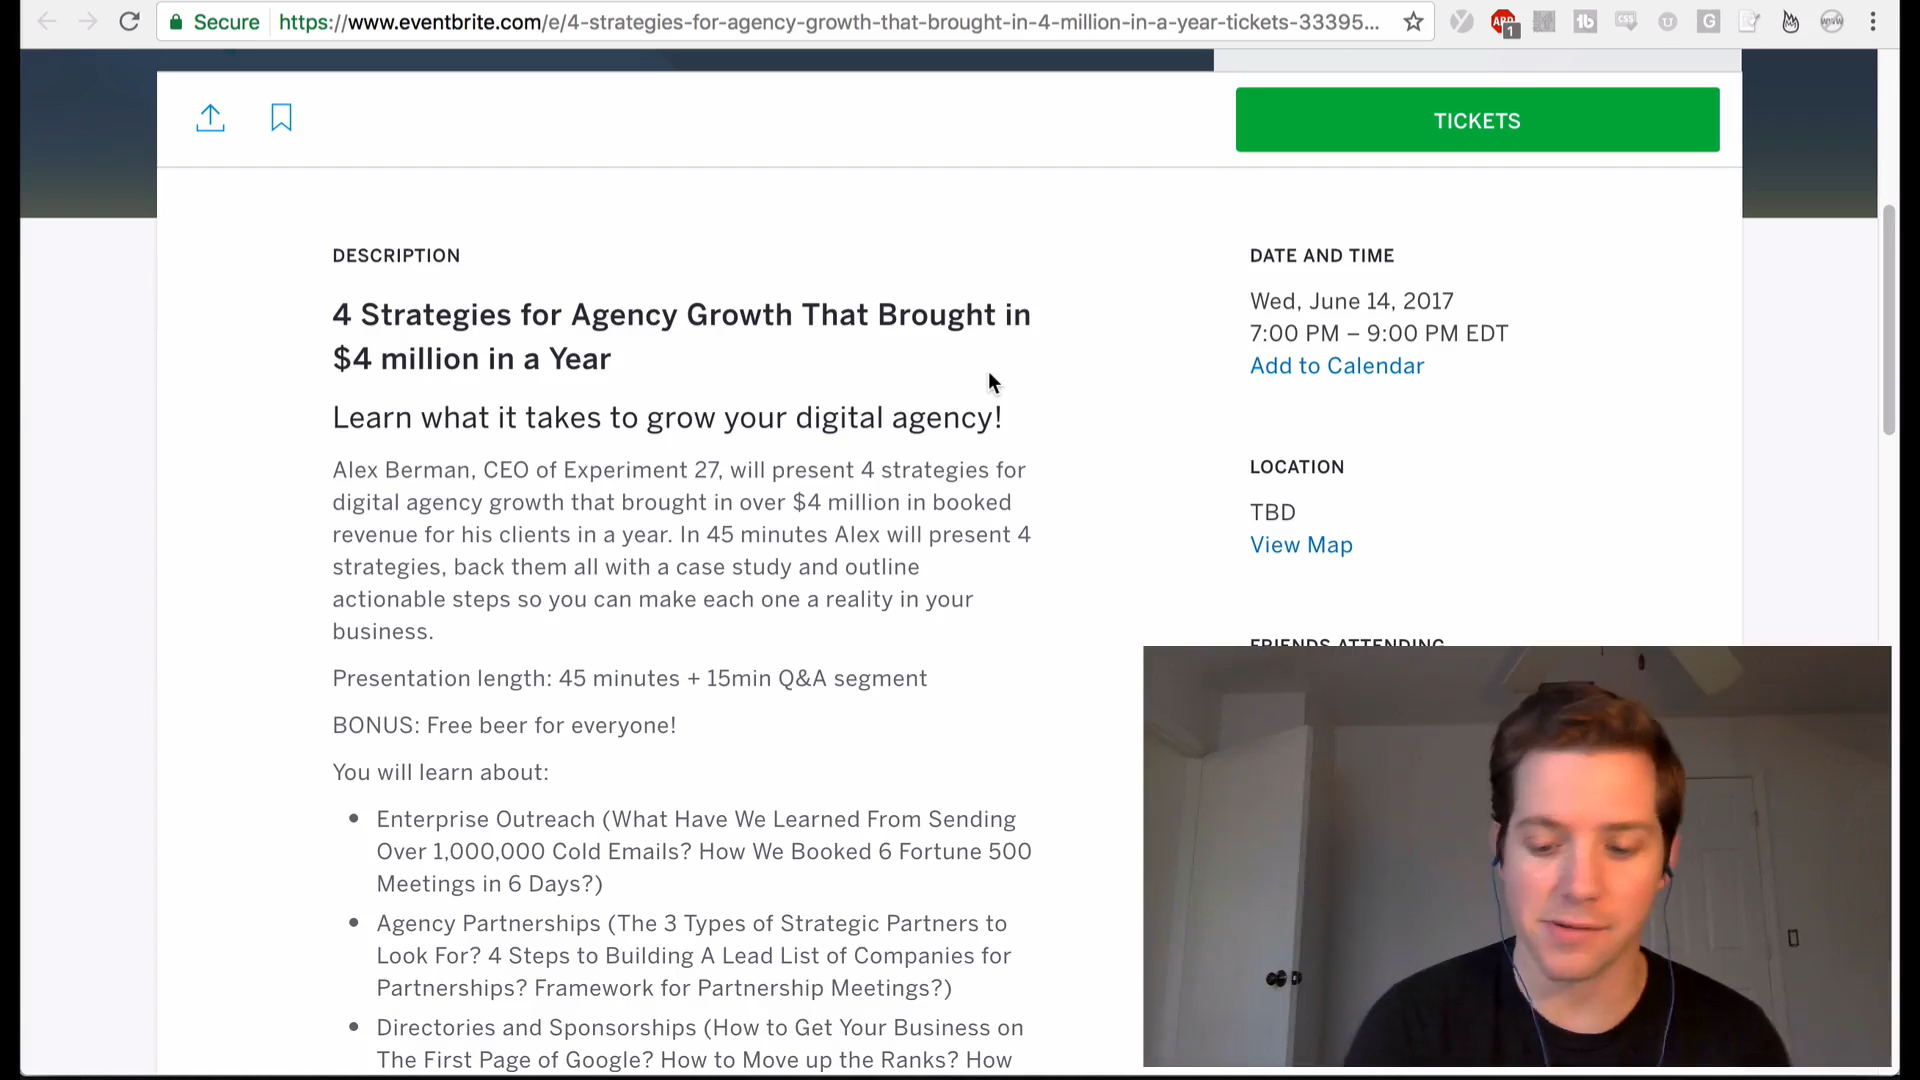 Secure
https://www.eventbrite.com/e/4-strategies-for-agency-growth-that-brought-in-4-million-in-a-year-tickets-33395...
ABP
1
tb
CSS
U
G
TICKETS
DESCRIPTION
4 Strategies for Agency Growth That Brought in
$4 million in a Year
Learn what it takes to grow your digital agency!
Alex Berman, CEO of Experiment 27, will present 4 strategies for
digital agency growth that brought in over $4 million in booked
revenue for his clients in a year. In 45 minutes Alex will present 4
strategies, back them all with a case study and outline
actionable steps so you can make each one a reality in your
business.
Presentation length: 45 minutes + 15min Q&A segment
BONUS: Free beer for everyone!
You will learn about:
• Enterprise Outreach (What Have We Learned From Sending
Over 1,000,000 Cold Emails? How We Booked 6 Fortune 500
Meetings in 6 Days?)
• Agency Partnerships (The 3 Types of Strategic Partners to
Look For? 4 Steps to Building A Lead List of Companies for
Partnerships? Framework for Partnership Meetings?)
• Directories and Sponsorships (How to Get Your Business on
The First Page of Google? How to Move up the Ranks? How
DATE AND TIME
Wed, June 14, 2017
7:00 PM – 9:00 PM EDT
Add to Calendar
LOCATION
TBD
View Map
FRIENDS ATTENDING